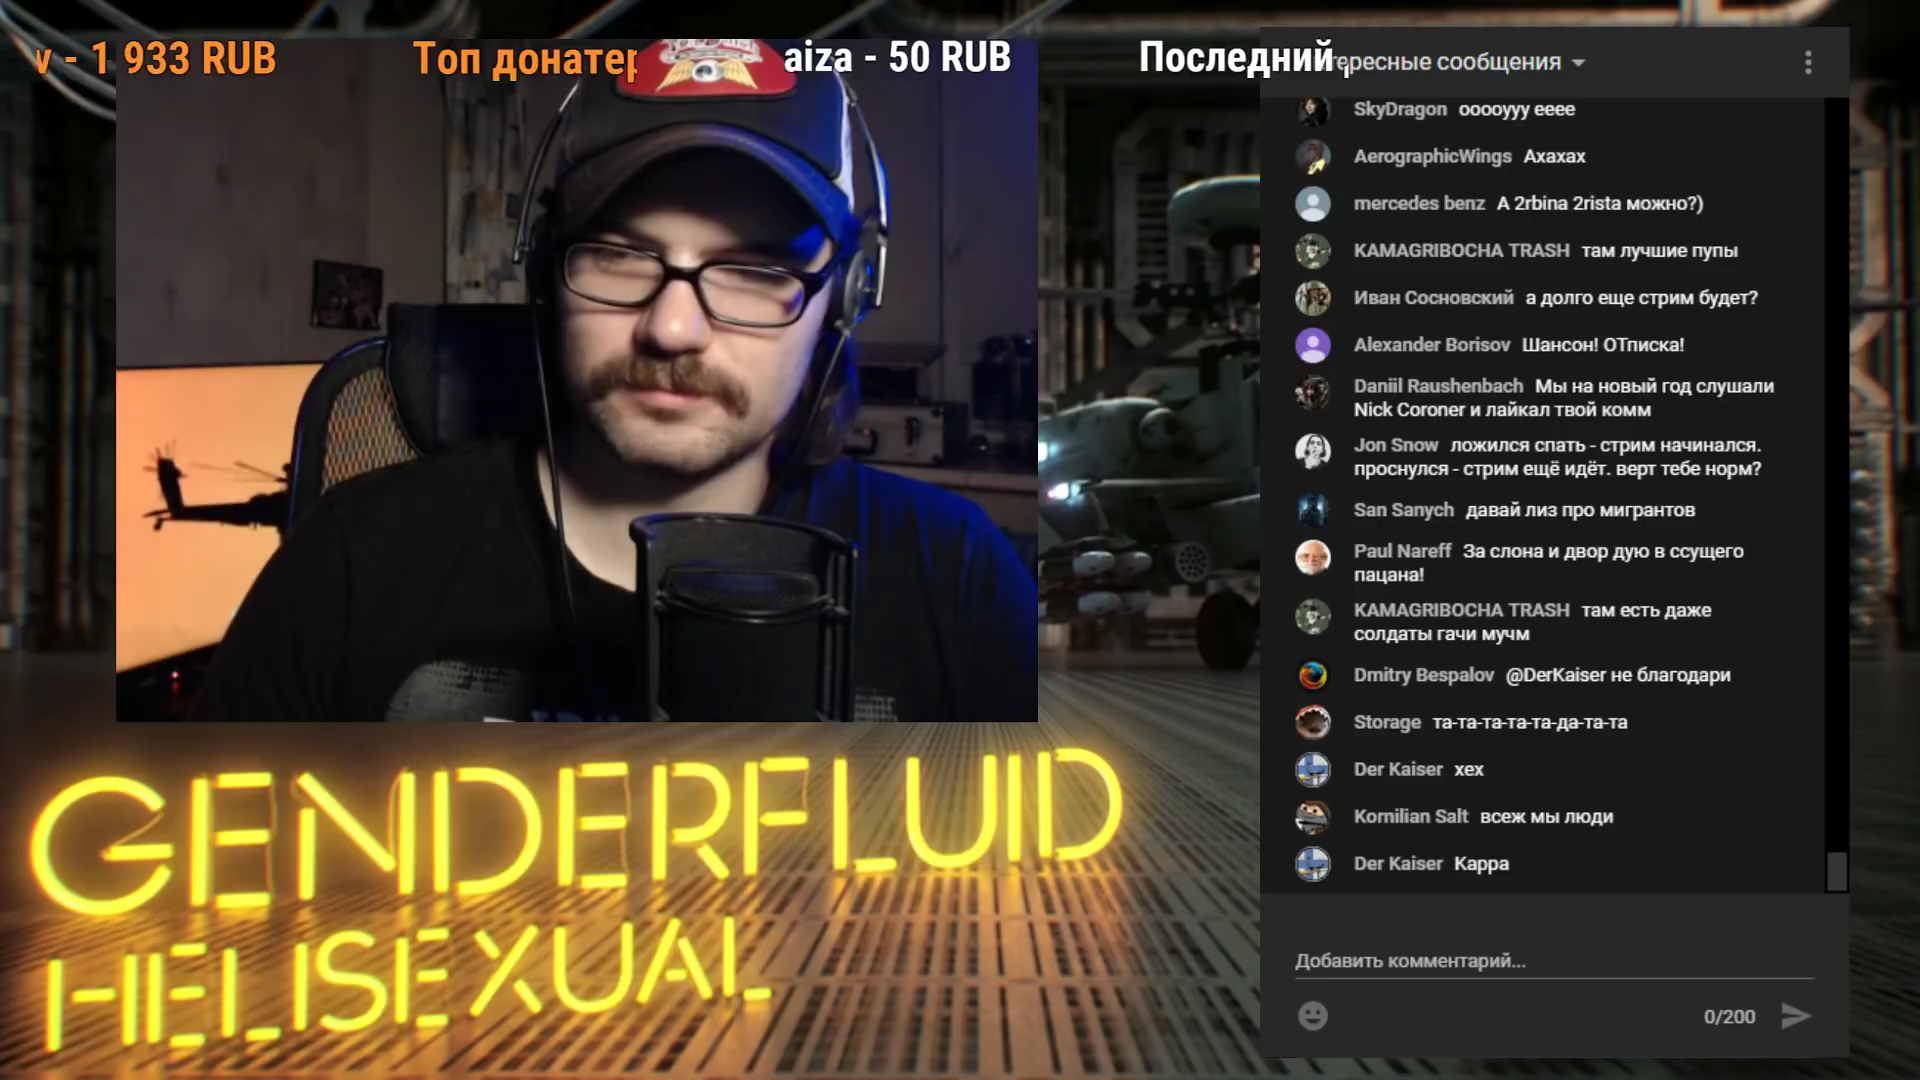 v - 1 933 RUB
Топ донатер
aiza - 50 RUB
Последний
тересные сообщения
SkyDragon ооооууу ееее
AerographicWings Ахахах
mercedes benz А 2rbina 2rista можно?)
KAMAGRIBOCHA TRASH там лучшие пупы
Иван Сосновский а долго еще стрим будет?
Alexander Borisov Шансон! ОТписка!
Daniil Raushenbach Мы на новый год слушали
Nick Coroner и лайкал твой комм
Jon Snow ложился спать - стрим начинался.
проснулся - стрим ещё идёт. верт тебе норм?
San Sanych давай лиз про мигрантов
Paul Nareff За слона и двор дую в ссущего
пацана!
KAMAGRIBOCHA TRASH там есть даже
солдаты гачи мучм
Dmitry Bespalov @DerKaiser не благодари
Storage та-та-та-та-та-да-та-та
Der Kaiser хех
Kornilian Salt всеж мы люди
Der Kaiser Kappa
Добавить комментарий...
0/200
GENDERFLUID
HELISEXUAL